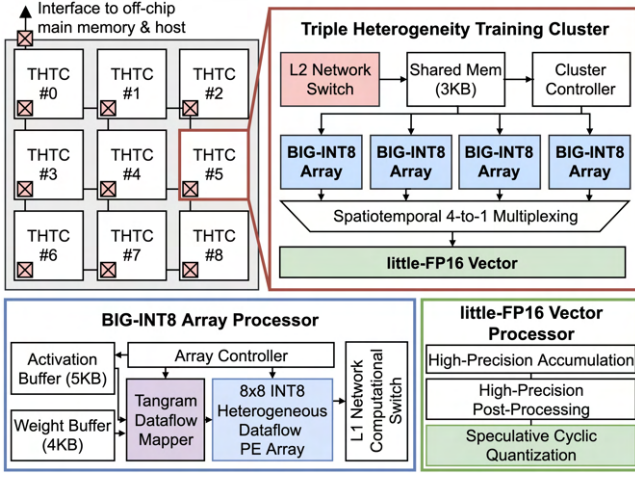 Interface to off-chip
main memory & host
THTC
#0
THTC
#1
THTC
#2
THTC
#3
THTC
#4
THTC
#5
THTC
#6
THTC
#7
THTC
#8
Triple Heterogeneity Training Cluster
L2 Network
Switch
Shared Mem
(3KB)
Cluster
Controller
BIG-INT8
Array
BIG-INT8
Array
BIG-INT8
Array
BIG-INT8
Array
Spatiotemporal 4-to-1 Multiplexing
little-FP16 Vector
BIG-INT8 Array Processor
Activation
Buffer (5KB)
Weight Buffer
(4KB)
Array Controller
Tangram
Dataflow
Mapper
8x8 INT8
Heterogeneous
Dataflow
PE Array
L1 Network
Computational
Switch
little-FP16 Vector
Processor
High-Precision Accumulation
High-Precision
Post-Processing
Speculative Cyclic
Quantization